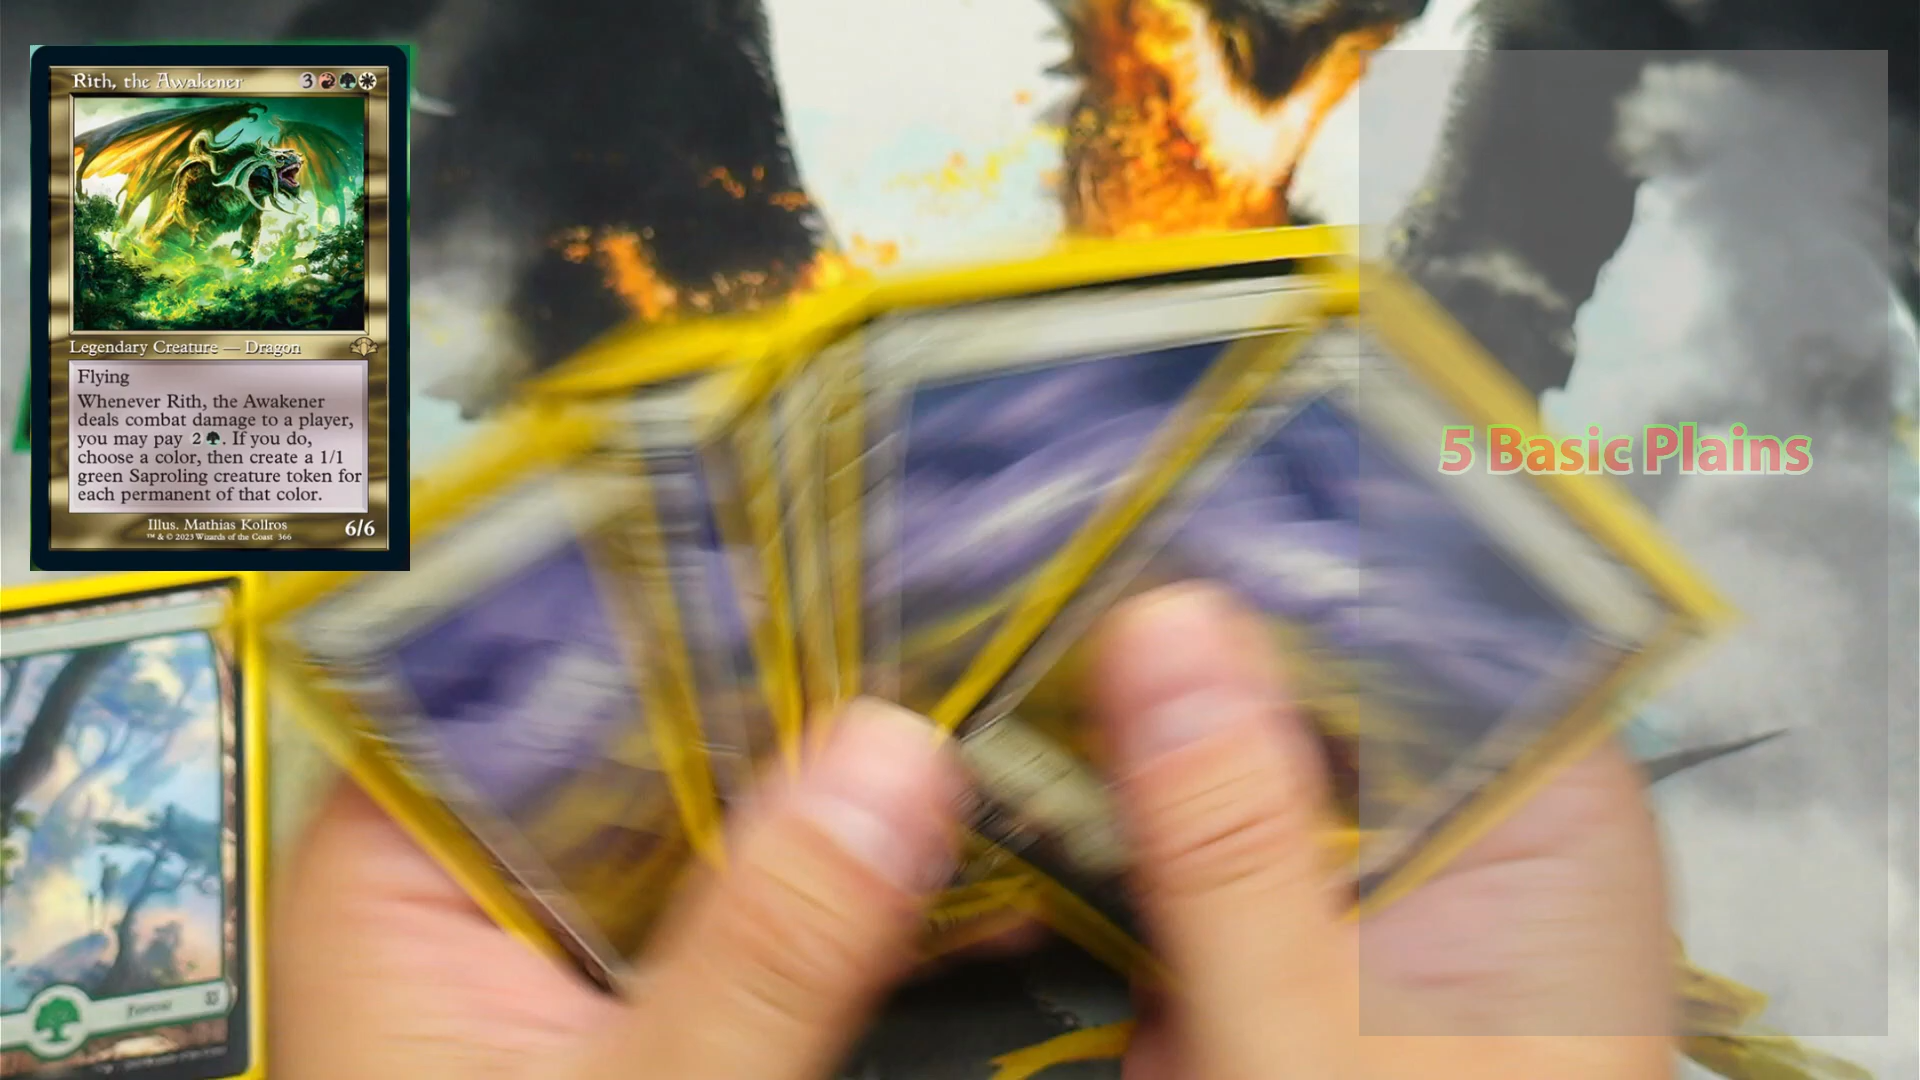 Rith, the Awakener 3
Legendary Creature — Dragon
Flying
Whenever Rith, the Awakener
deals combat damage to a player,
you may pay 2 . If you do,
choose a color, then create a 1/1
green Saproling creature token for
each permanent of that color.
Illus. Mathias Kollros
™ & © 2023 Wizards of the Coast 366
6/6
5 Basic Plains
Forest